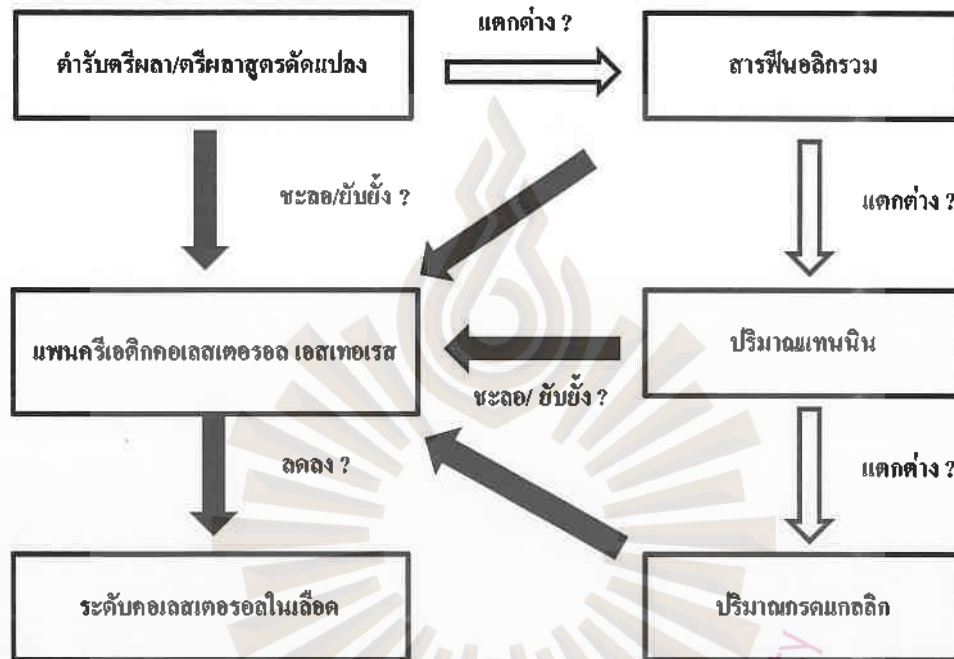 แตกต่าง ?
ตำรับตรีผลา/ตรีผลาสูตรดัดแปลง
สารฟีนอลิกรวม
ชะลอ/ยับยั้ง ?
แตกต่าง ?
แพนครีเอติกคอเลสเตอรอล เอสเทอเรส
ปริมาณแทนนิน
ชะลอ/ ยับยั้ง ?
ลดลง ?
แตกต่าง ?
ระดับคอเลสเตอรอลในเลือด
ปริมาณกรดแกลลิก